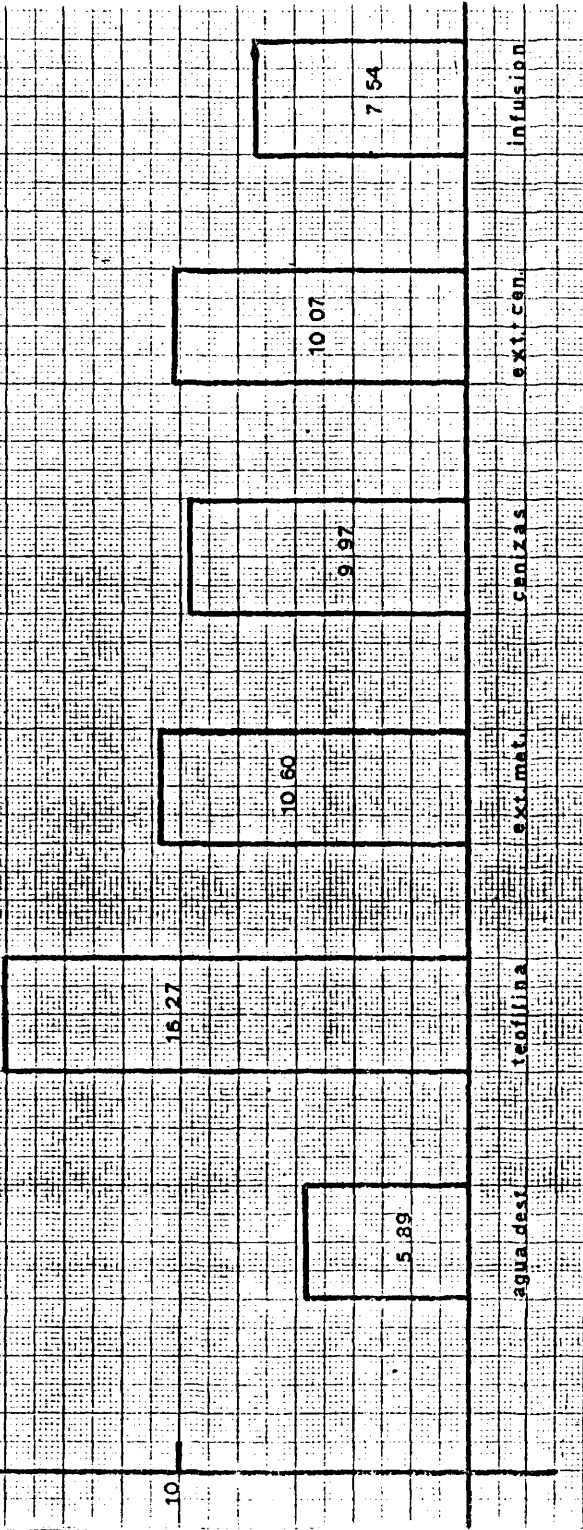 10
5.89
16.27
10.60
9.97
10.07
7.54
agua dest.
teofilina
ext. met.
cenizas
ext. cen.
infusion